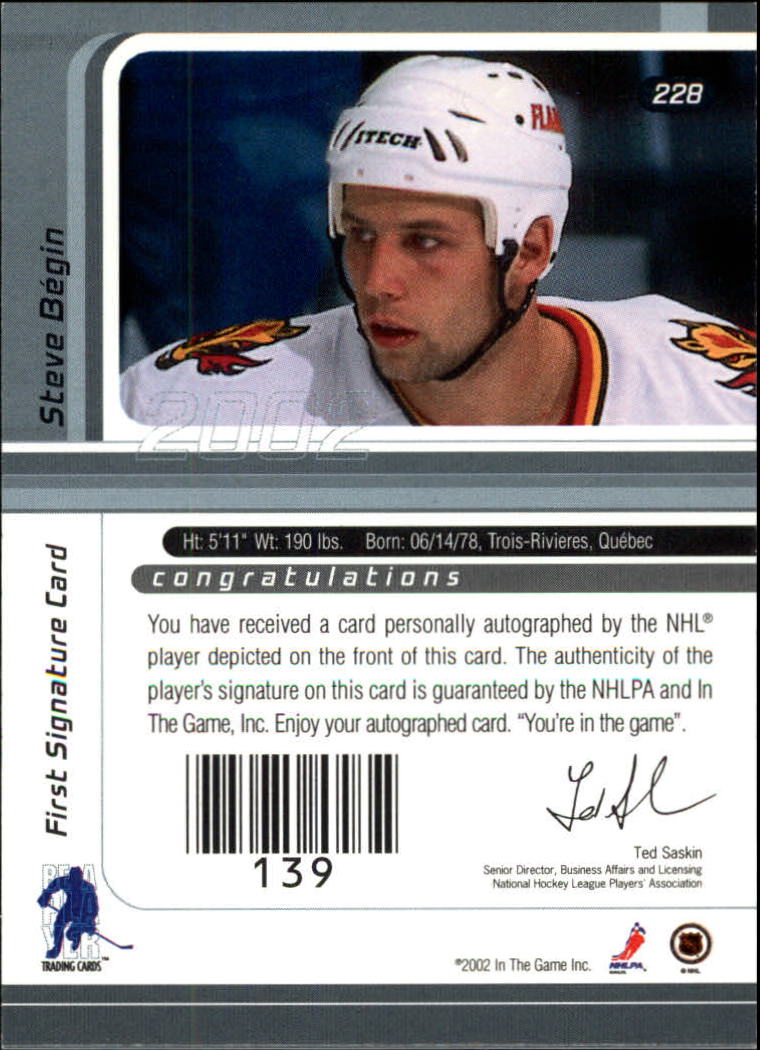 228
FLA
ITECH
Steve Bégin
2002
Ht: 5'11" Wt: 190 lbs. Born: 06/14/78, Trois-Rivieres, Québec
congratulations
First Signature Card
You have received a card personally autographed by the NHL®
player depicted on the front of this card. The authenticity of the
player's signature on this card is guaranteed by the NHLPA and In
The Game, Inc. Enjoy your autographed card. "You're in the game".
139
Ted Saskin
Senior Director, Business Affairs and Licensing
National Hockey League Players' Association
BE A
PLAYER
TRADING CARDS™
©2002 In The Game Inc.
NHLPA
© NHL